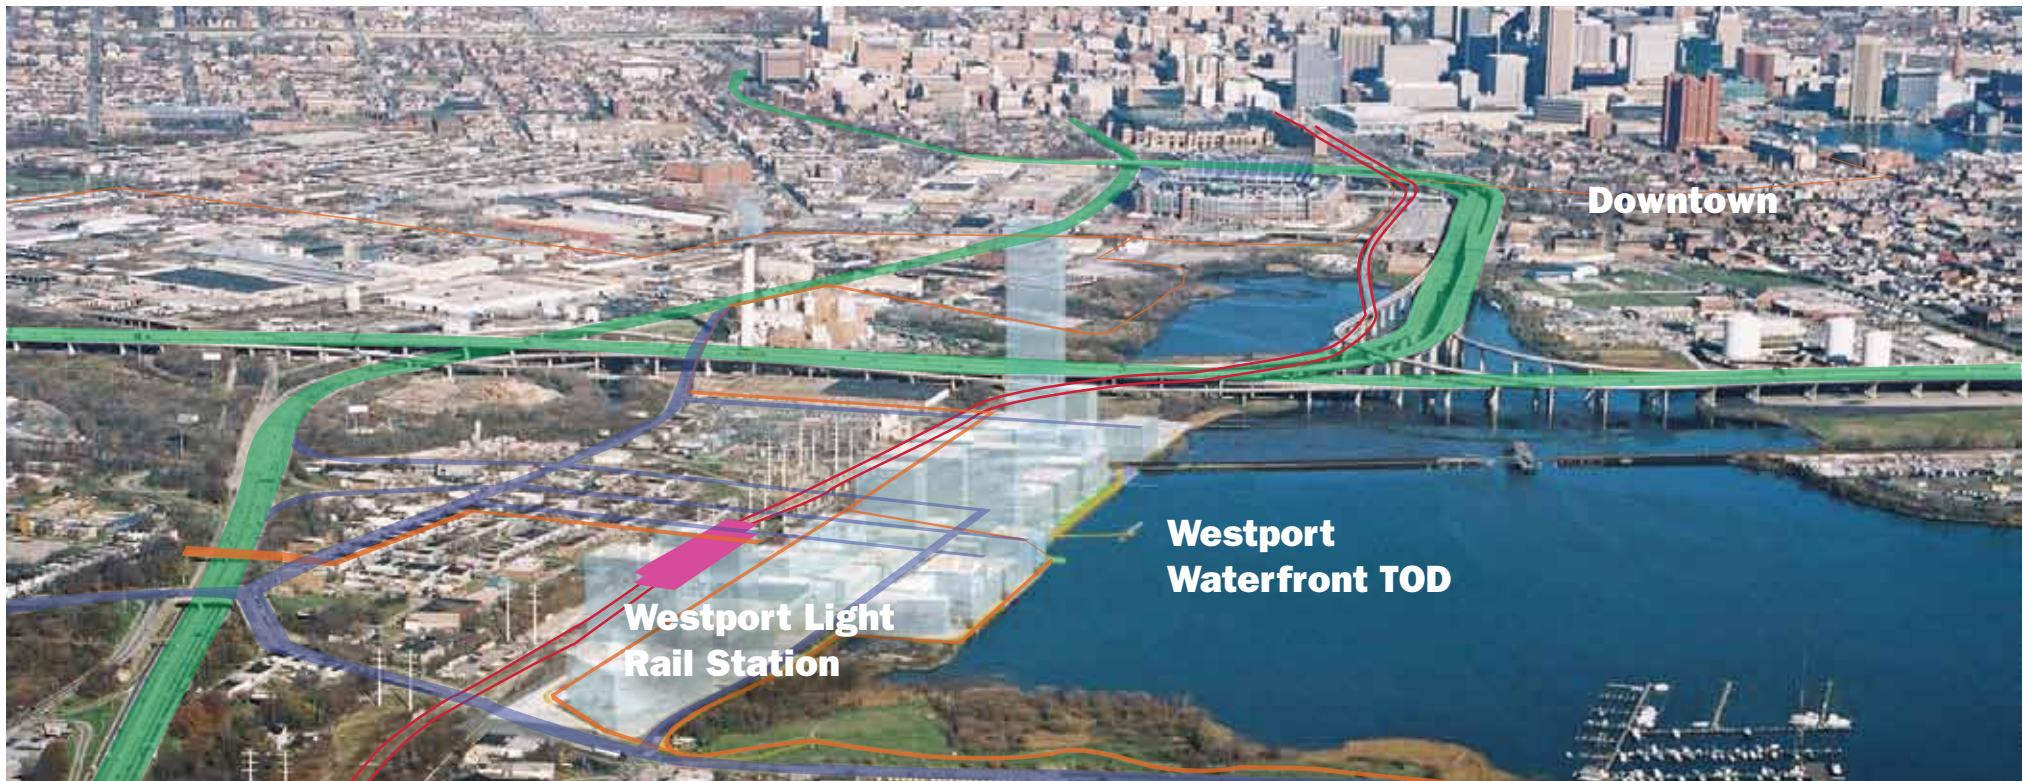 Downtown
Westport
Waterfront TOD
Westport Light
Rail Station